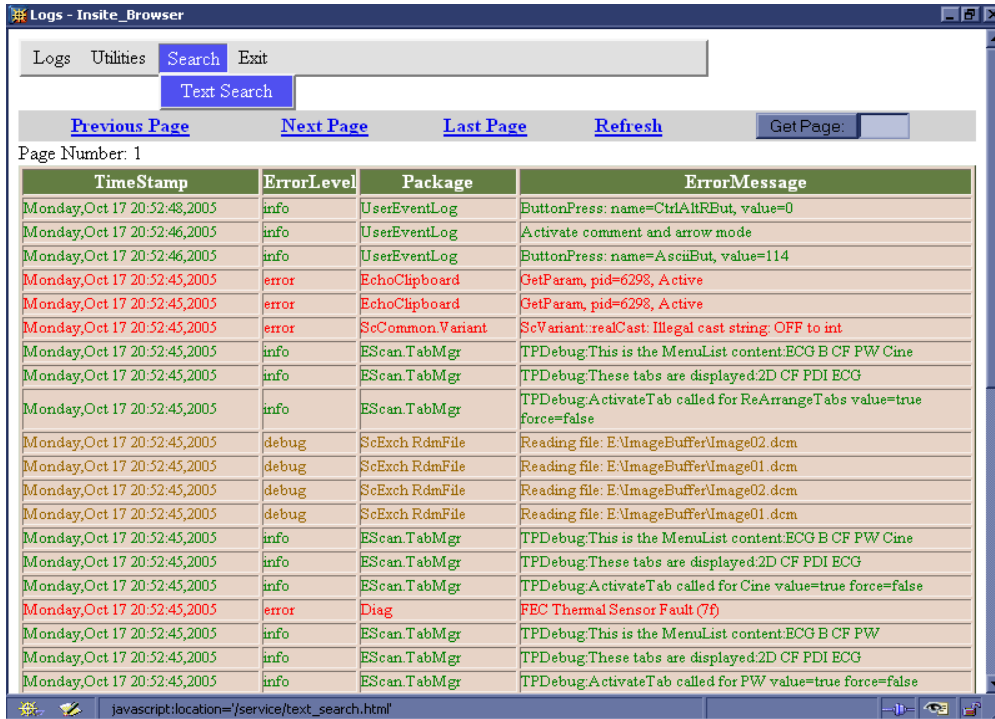 Logs - Insite_Browser
Logs Utilities Search Exit
Text Search
Previous Page Next Page Last Page Refresh Get Page:
Page Number: 1
TimeStamp ErrorLevel Package ErrorMessage
Monday,Oct 17 20:52:48,2005 info UserEventLog ButtonPress: name=CtrlAltRBut, value=0
Monday,Oct 17 20:52:46,2005 info UserEventLog Activate comment and arrow mode
Monday,Oct 17 20:52:46,2005 info UserEventLog ButtonPress: name=AsciiBut, value=114
Monday,Oct 17 20:52:45,2005 error EchoClipboard GetParam, pid=6298, Active
Monday,Oct 17 20:52:45,2005 error EchoClipboard GetParam, pid=6298, Active
Monday,Oct 17 20:52:45,2005 error ScCommon.Variant ScVariant::realCast: Illegal cast string: OFF to int
Monday,Oct 17 20:52:45,2005 info EScan.TabMgr TPDebug:This is the MenuList content:ECG B CF PW Cine
Monday,Oct 17 20:52:45,2005 info EScan.TabMgr TPDebug:These tabs are displayed:2D CF PDI ECG
Monday,Oct 17 20:52:45,2005 info EScan.TabMgr TPDebug:ActivateTab called for ReArrangeTabs value=true
force=false
Monday,Oct 17 20:52:45,2005 debug ScExch RdmFile Reading file: E:\ImageBuffer\Image02.dcm
Monday,Oct 17 20:52:45,2005 debug ScExch RdmFile Reading file: E:\ImageBuffer\Image01.dcm
Monday,Oct 17 20:52:45,2005 debug ScExch RdmFile Reading file: E:\ImageBuffer\Image02.dcm
Monday,Oct 17 20:52:45,2005 debug ScExch RdmFile Reading file: E:\ImageBuffer\Image01.dcm
Monday,Oct 17 20:52:45,2005 info EScan.TabMgr TPDebug:This is the MenuList content:ECG B CF PW Cine
Monday,Oct 17 20:52:45,2005 info EScan.TabMgr TPDebug:These tabs are displayed:2D CF PDI ECG
Monday,Oct 17 20:52:45,2005 info EScan.TabMgr TPDebug:ActivateTab called for Cine value=true force=false
Monday,Oct 17 20:52:45,2005 error Diag FEC Thermal Sensor Fault (7f)
Monday,Oct 17 20:52:45,2005 info EScan.TabMgr TPDebug:This is the MenuList content:ECG B CF PW
Monday,Oct 17 20:52:45,2005 info EScan.TabMgr TPDebug:These tabs are displayed:2D CF PDI ECG
Monday,Oct 17 20:52:45,2005 info EScan.TabMgr TPDebug:ActivateTab called for PW value=true force=false
javascript:location='/service/text_search.html'